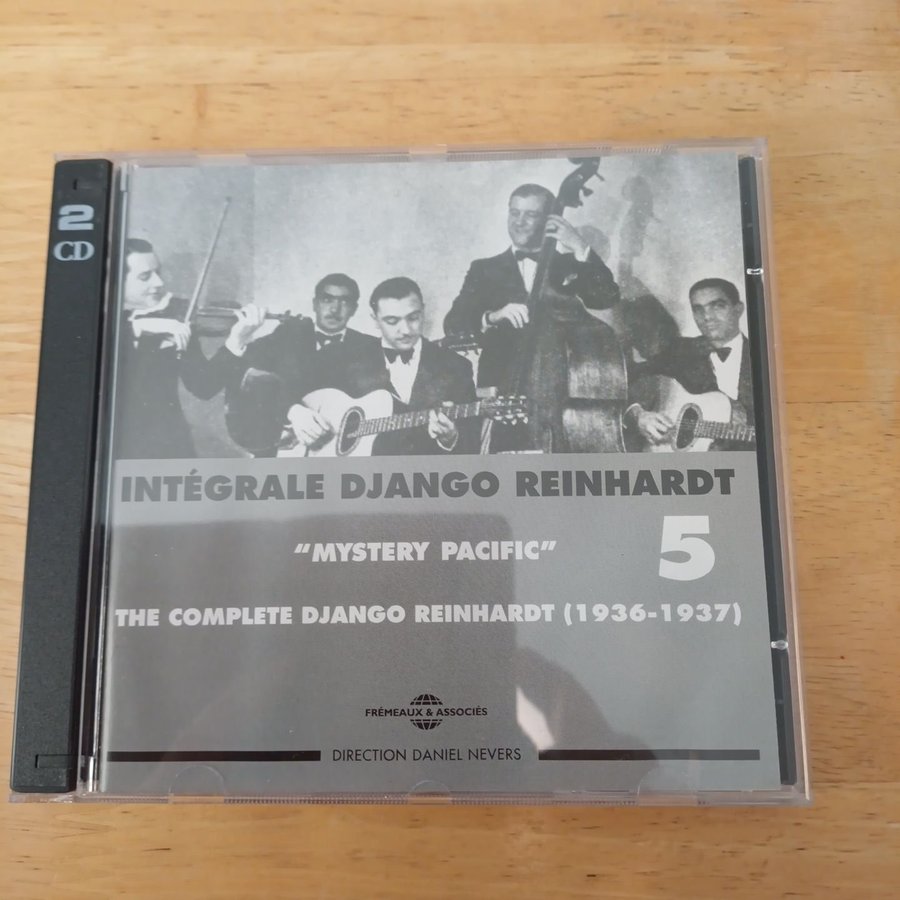 2
CD
INTÉGRALE DJANGO REINHARDT
"MYSTERY PACIFIC"
5
THE COMPLETE DJANGO REINHARDT (1936-1937)
FRÉMEAUX & ASSOCIÉS
DIRECTION DANIEL NEVERS